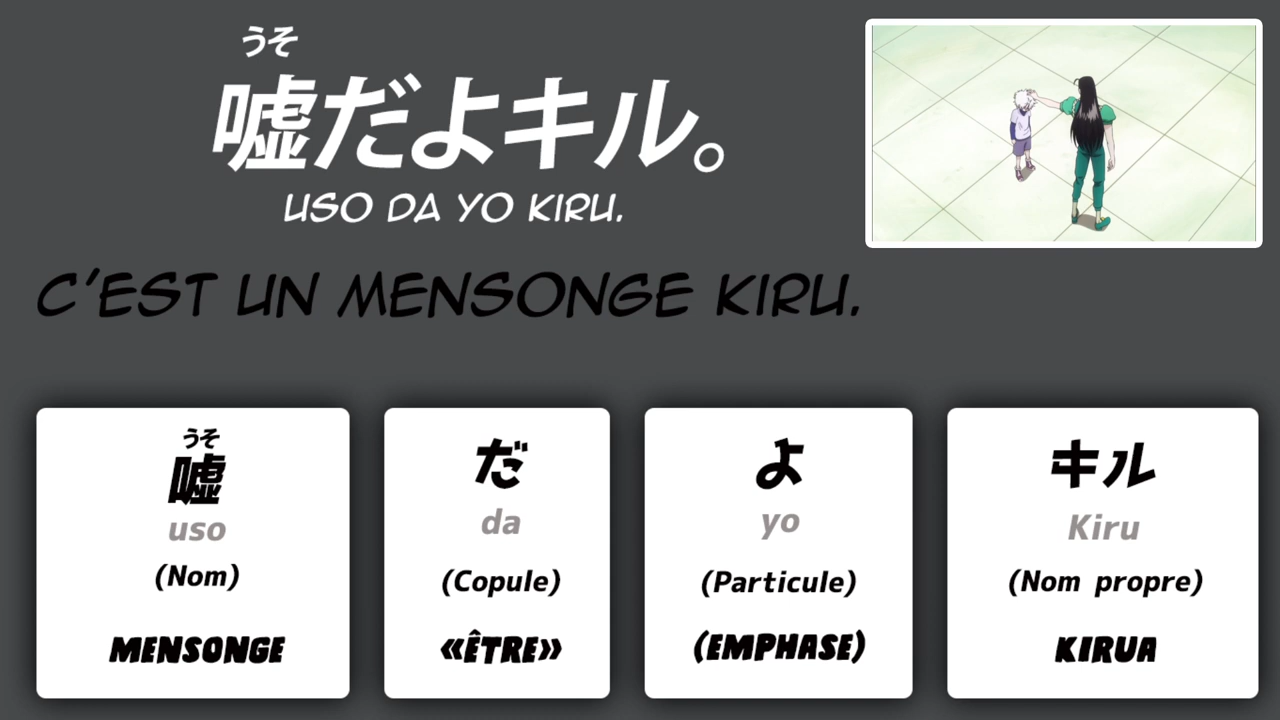 うそ
嘘だよキル。
USO DA YO KIRU.
C'EST UN MENSONGE KIRU.
うそ
嘘
uso
(Nom)
MENSONGE
だ
da
(Copule)
«ÊTRE»
よ
yo
(Particule)
(EMPHASE)
キル
Kiru
(Nom propre)
KIRUA